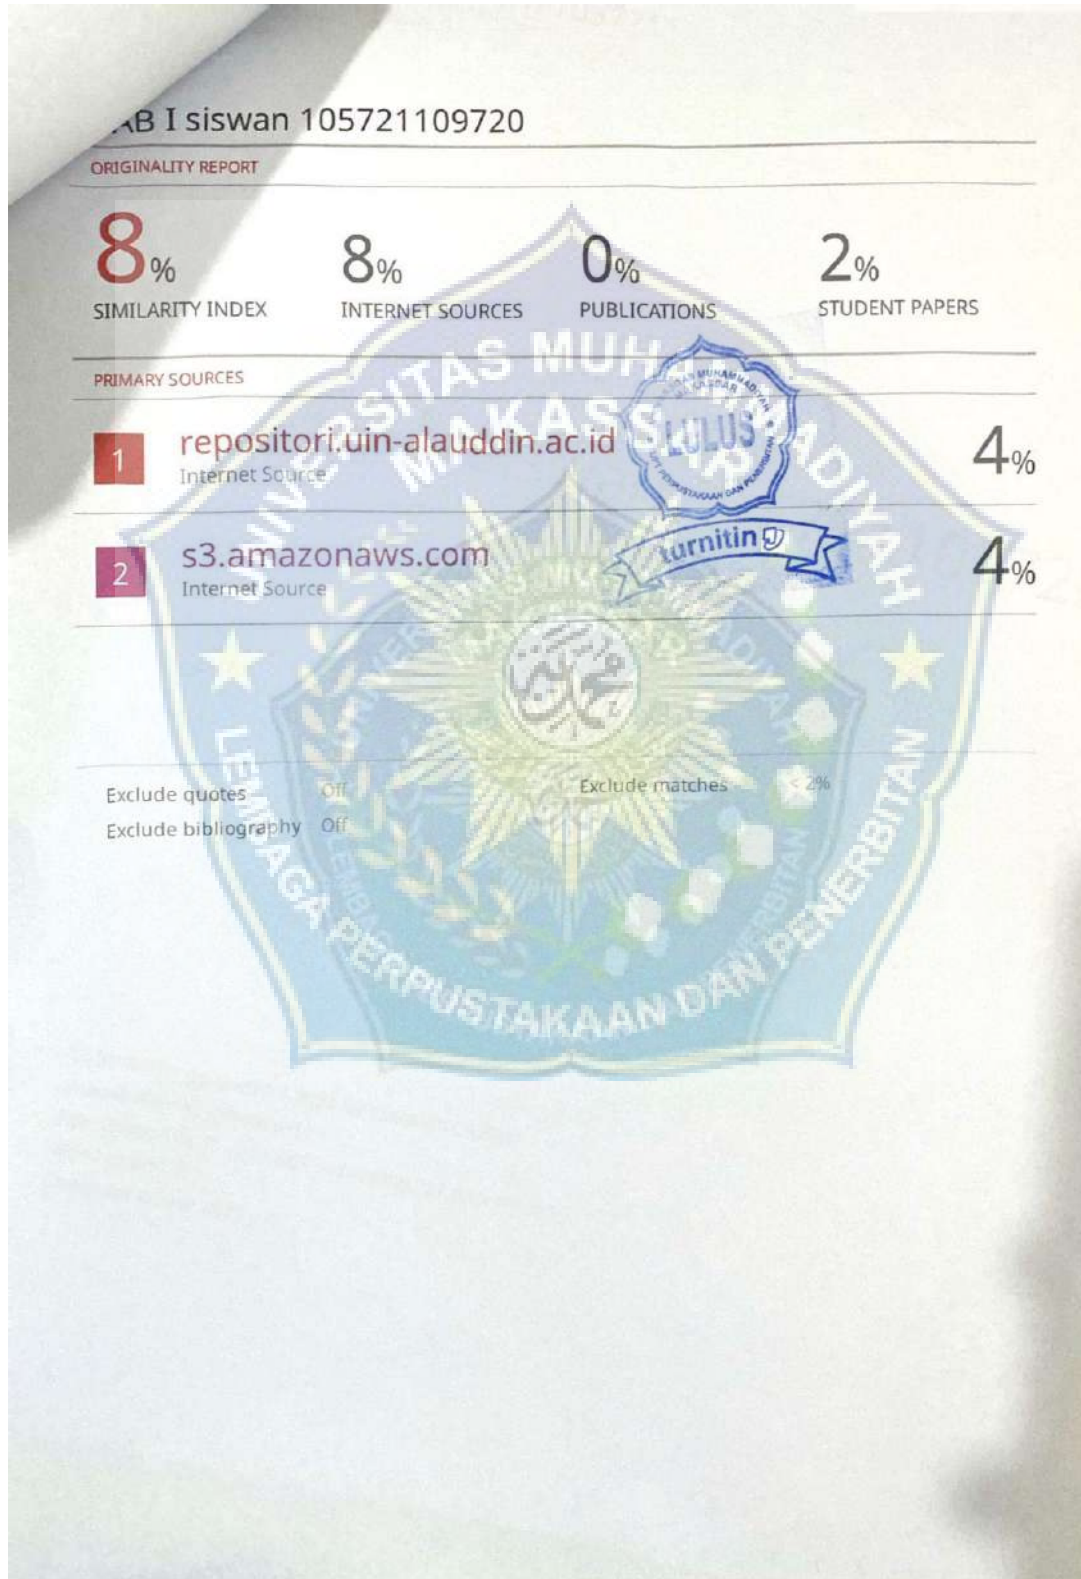 AB I siswan 105721109720
ORIGINALITY REPORT
8% 8% 0% 2%
SIMILARITY INDEX INTERNET SOURCES PUBLICATIONS STUDENT PAPERS
PRIMARY SOURCES
1 repositori.uin-alauddin.ac.id 4%
Internet Source
2 s3.amazonaws.com 4%
Internet Source
Exclude quotes Off Exclude matches < 2%
Exclude bibliography Off
UNIVERSITAS MUHAMMADIYAH
MAKASSAR
LEMBAGA PERPUSTAKAAN DAN PENERBITAN
LULUS
turnitin